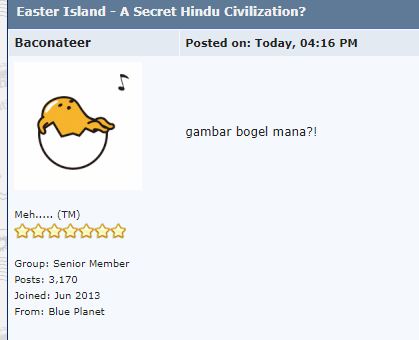 Easter Island - A Secret Hindu Civilization?
Baconateer
Posted on: Today, 04:16 PM
gambar bogel mana?!
Meh..... (TM)
Group: Senior Member
Posts: 3,170
Joined: Jun 2013
From: Blue Planet